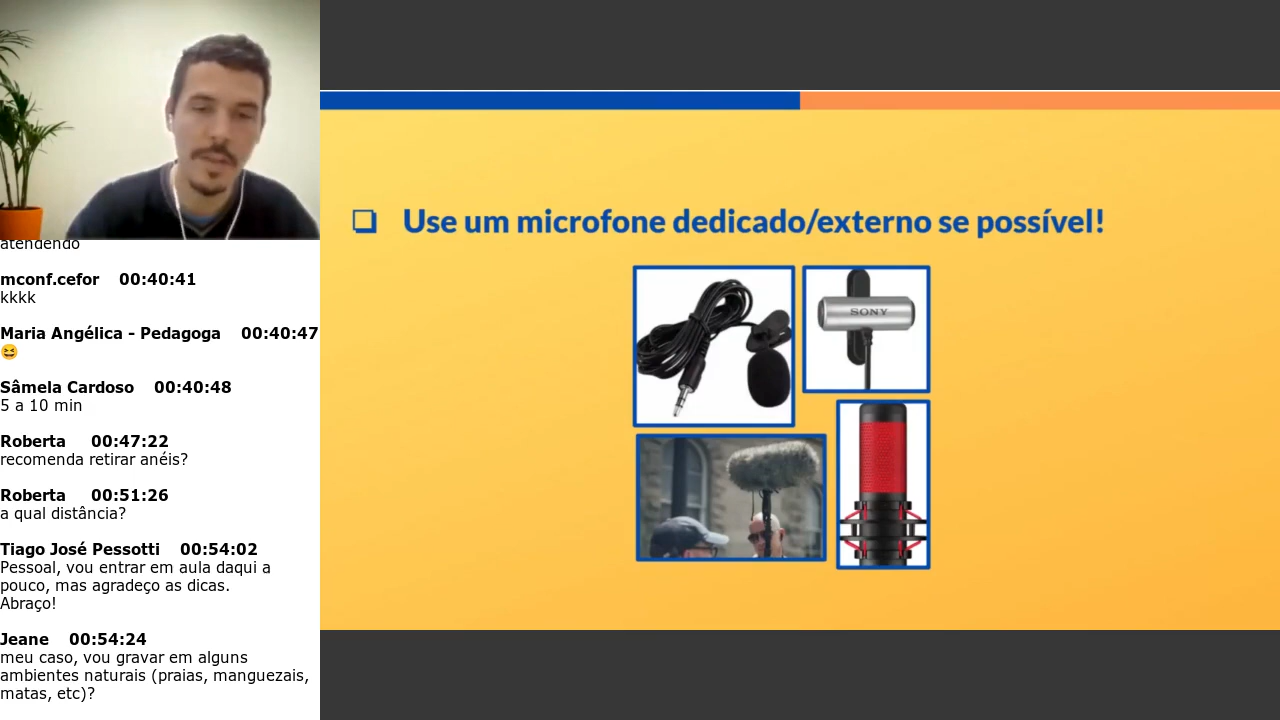 atendendo
mconf.cefor 00:40:41
kkkk
Maria Angélica - Pedagoga 00:40:47
😆
Sâmela Cardoso 00:40:48
5 a 10 min
Roberta 00:47:22
recomenda retirar anéis?
Roberta 00:51:26
a qual distância?
Tiago José Pessotti 00:54:02
Pessoal, vou entrar em aula daqui a
pouco, mas agradeço as dicas.
Abraço!
Jeane 00:54:24
meu caso, vou gravar em alguns
ambientes naturais (praias, manguezais,
matas, etc)?
❑ Use um microfone dedicado/externo se possível!
SONY